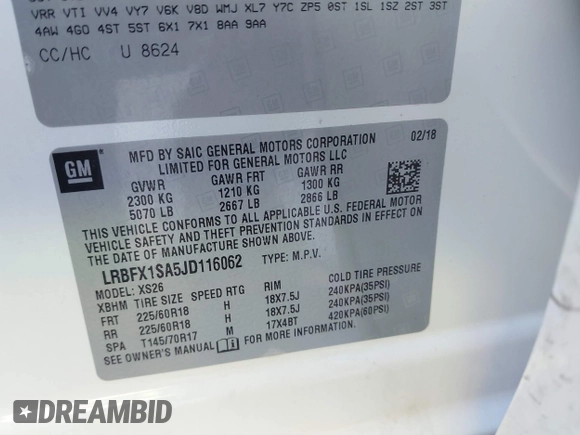 VRR VTI VV4 VY7 V6K V8D WMJ XL7 Y7C ZP5 0ST 1SL 1SZ 2ST 3ST
4AW 4G0 4ST 5ST 6X1 7X1 8AA 9AA
CC/HC U 8624
GM
MFD BY SAIC GENERAL MOTORS CORPORATION 02/18
LIMITED FOR GENERAL MOTORS LLC
GVWR GAWR FRT GAWR RR
2300 KG 1210 KG 1300 KG
5070 LB 2667 LB 2866 LB
THIS VEHICLE CONFORMS TO ALL APPLICABLE U.S. FEDERAL MOTOR
VEHICLE SAFETY AND THEFT PREVENTION STANDARDS IN EFFECT ON
THE DATE OF MANUFACTURE SHOWN ABOVE.
LRBFX1SA5JD116062 TYPE: M.P.V.
MODEL: XS26
XBHM TIRE SIZE SPEED RTG RIM COLD TIRE PRESSURE
FRT 225/60R18 H 18X7.5J 240KPA(35PSI)
RR 225/60R18 H 18X7.5J 240KPA(35PSI)
SPA T145/70R17 M 17X4BT 420KPA(60PSI)
SEE OWNER'S MANUAL FOR MORE INFORMATION.
DREAMBID